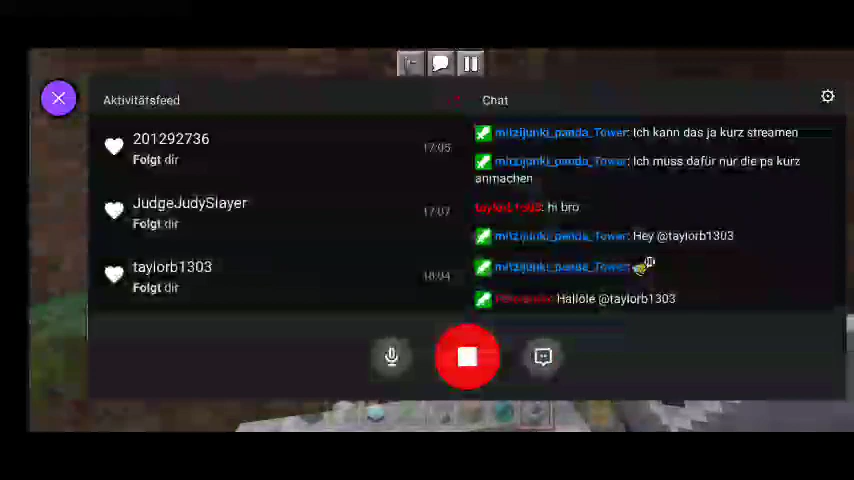 Aktivitätsfeed
Chat
201292736
Folgt dir
17:05
JudgeJudySlayer
Folgt dir
17:07
taylorb1303
Folgt dir
18:04
mitzijunki_panda_Tower: Ich kann das ja kurz streamen
mitzijunki_panda_Tower: Ich muss dafür nur die ps kurz
anmachen
taylorb1303: hi bro
mitzijunki_panda_Tower: Hey @taylorb1303
mitzijunki_panda_Tower:
Hallöle @taylorb1303